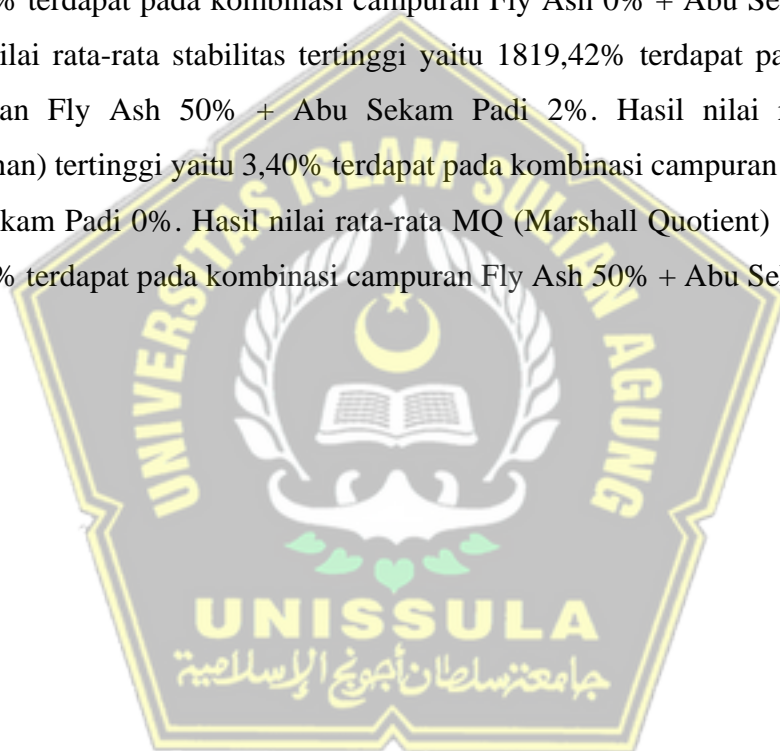 % terdapat pada kombinasi campuran Fly Ash 0% + Abu Se
ilai rata-rata stabilitas tertinggi yaitu 1819,42% terdapat pa
an Fly Ash 50% + Abu Sekam Padi 2%. Hasil nilai r
nan) tertinggi yaitu 3,40% terdapat pada kombinasi campuran
kam Padi 0%. Hasil nilai rata-rata MQ (Marshall Quotient)
% terdapat pada kombinasi campuran Fly Ash 50% + Abu Se
UNIVERSITAS ISLAM SULTAN AGUNG
UNISSULA
جامعتسلطان أجونج الإسلامية